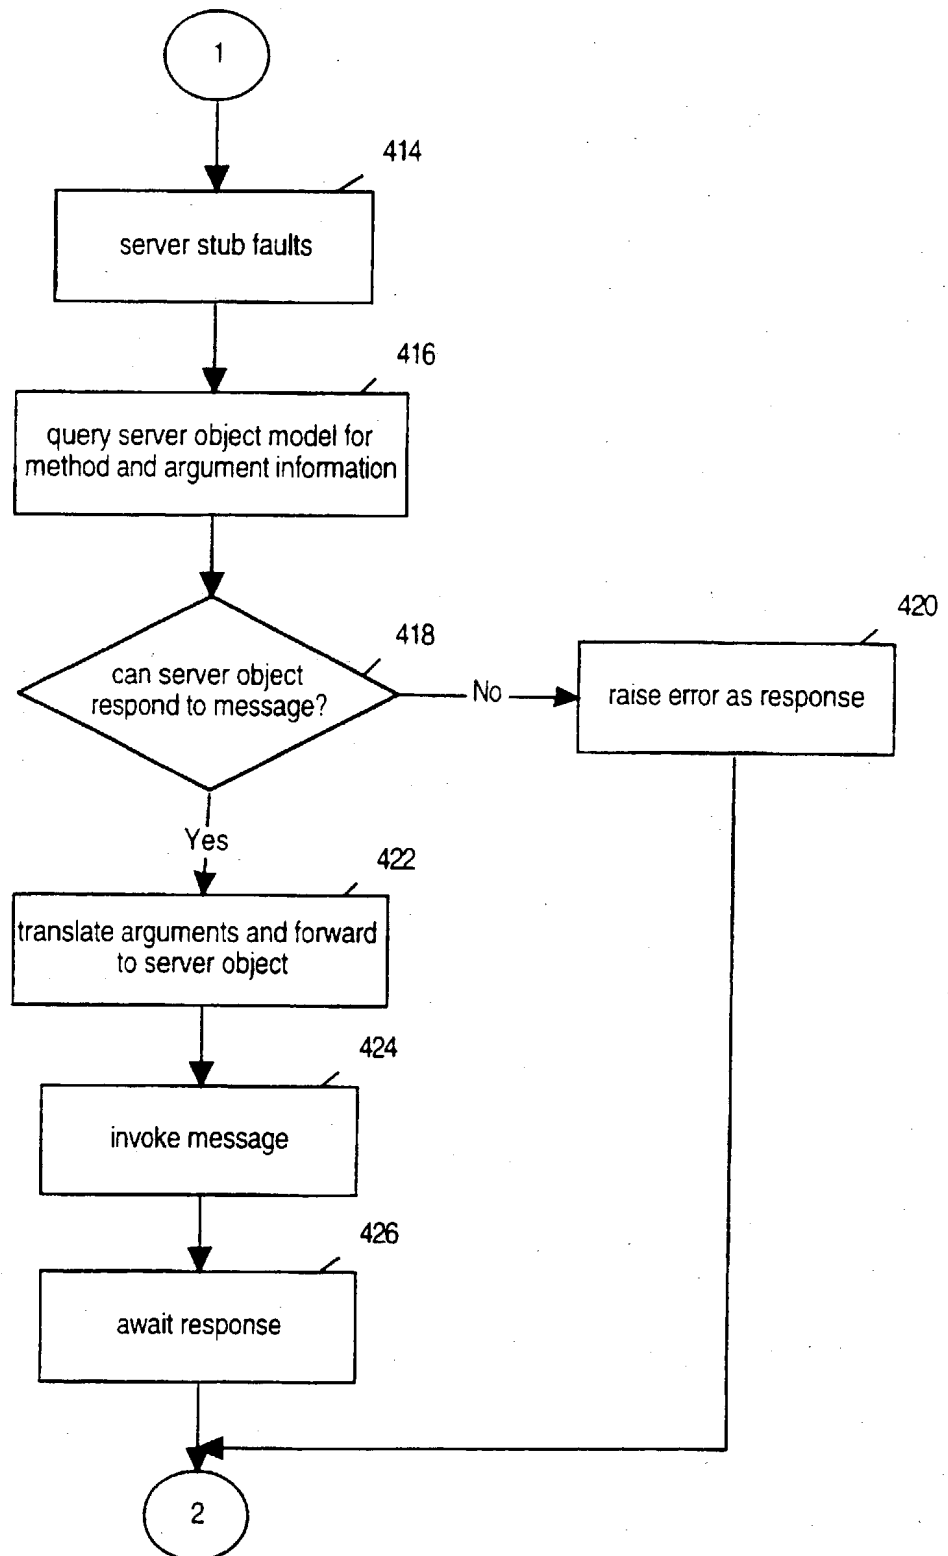 1
414
server stub faults
416
query server object model for
method and argument information
418
can server object
respond to message?
No
420
raise error as response
Yes
422
translate arguments and forward
to server object
424
invoke message
426
await response
2